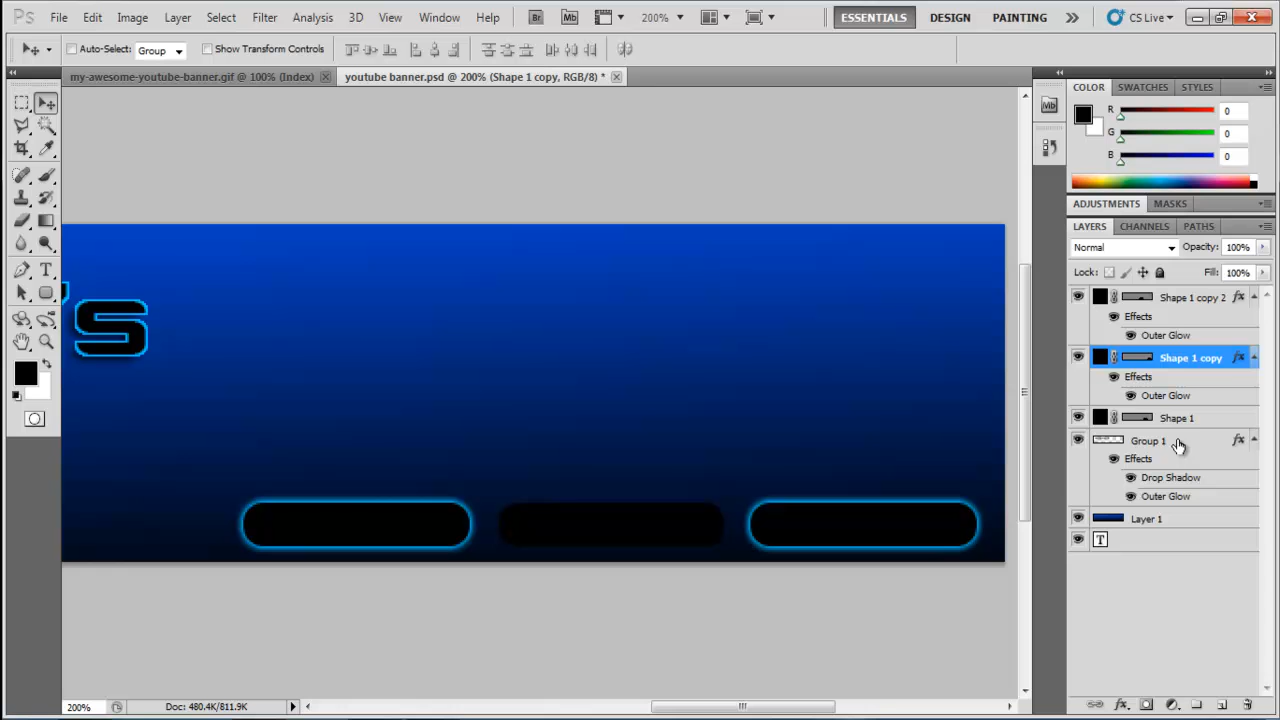 Ps File Edit Image Layer Select Filter Analysis 3D View Window Help Br Mb 200% ESSENTIALS DESIGN PAINTING CS Live
Auto-Select: Group Show Transform Controls
my-awesome-youtube-banner.gif @ 100% (Index) youtube banner.psd @ 200% (Shape 1 copy, RGB/8) *
COLOR SWATCHES STYLES
Mb
R 0
G 0
B 0
ADJUSTMENTS MASKS
LAYERS CHANNELS PATHS
Normal Opacity: 100%
Lock: Fill: 100%
Shape 1 copy 2 fx
Effects
Outer Glow
Shape 1 copy fx
Effects
Outer Glow
Shape 1
Group 1 fx
Effects
Drop Shadow
Outer Glow
Layer 1
T
's
200% Doc: 480.4K/811.9K